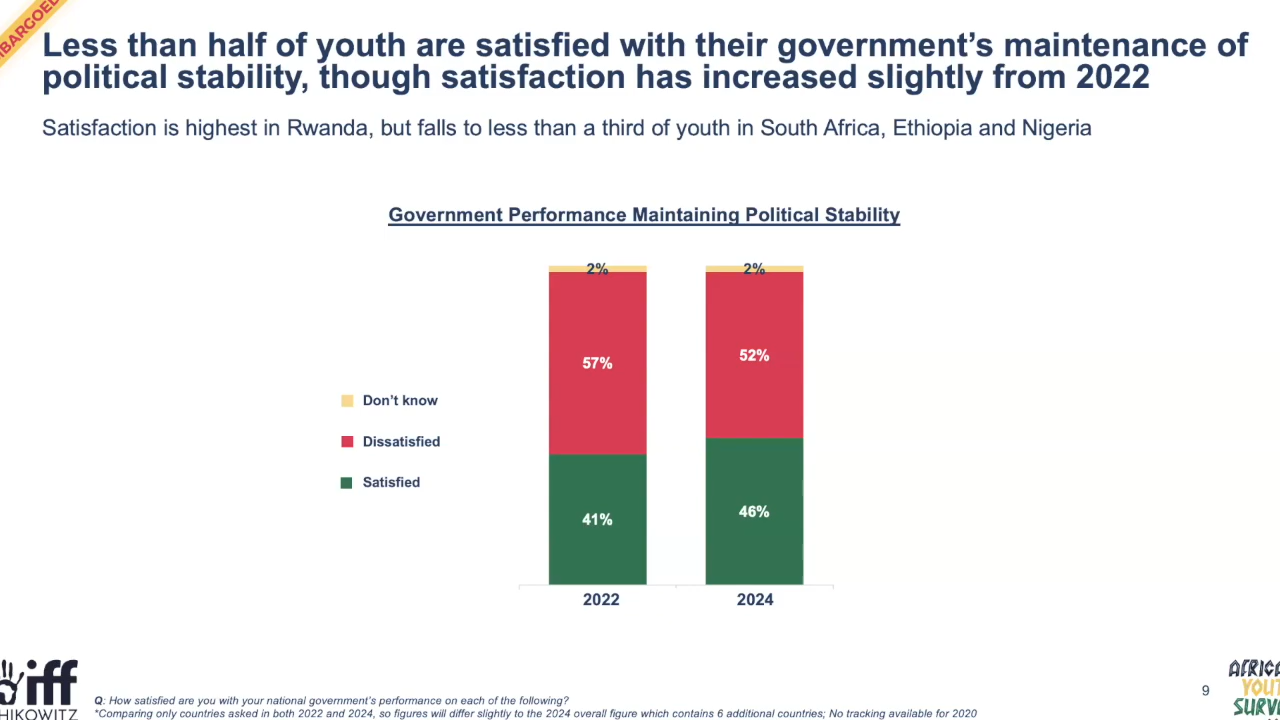 Less than half of youth are satisfied with their government’s maintenance of
political stability, though satisfaction has increased slightly from 2022
Satisfaction is highest in Rwanda, but falls to less than a third of youth in South Africa, Ethiopia and Nigeria
Government Performance Maintaining Political Stability
2%
2%
57%
52%
Don’t know
Dissatisfied
Satisfied
41%
46%
2022
2024
iff
HIKOWITZ
Q: How satisfied are you with your national government’s performance on each of the following?
*Comparing only countries asked in both 2022 and 2024, so figures will differ slightly to the 2024 overall figure which contains 6 additional countries; No tracking available for 2020
9
AFRICA
YOUT
SURVE